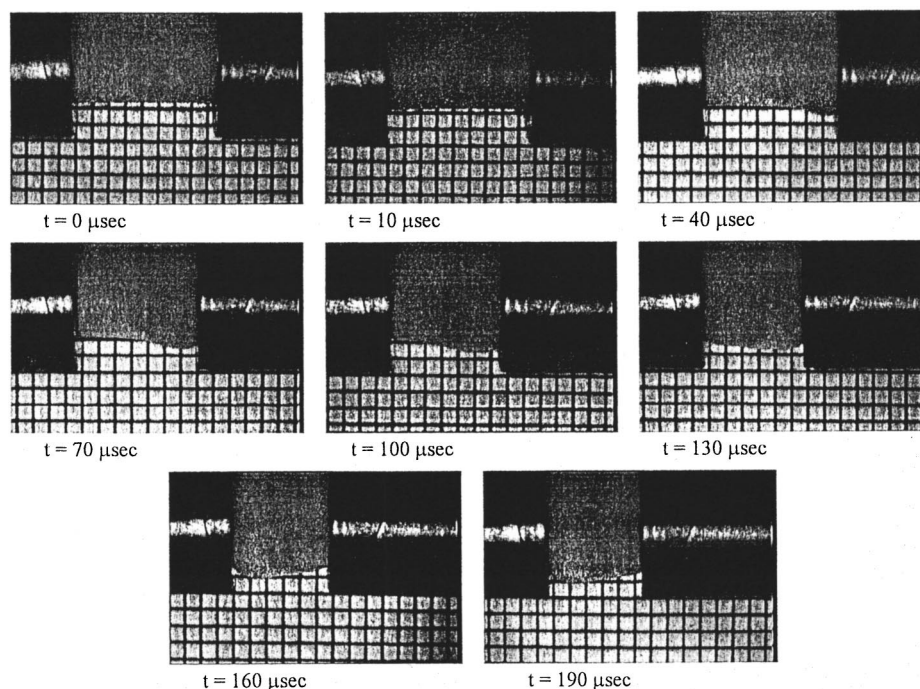 t = 0 μsec
t = 10 μsec
t = 40 μsec
t = 70 μsec
t = 100 μsec
t = 130 μsec
t = 160 μsec
t = 190 μsec